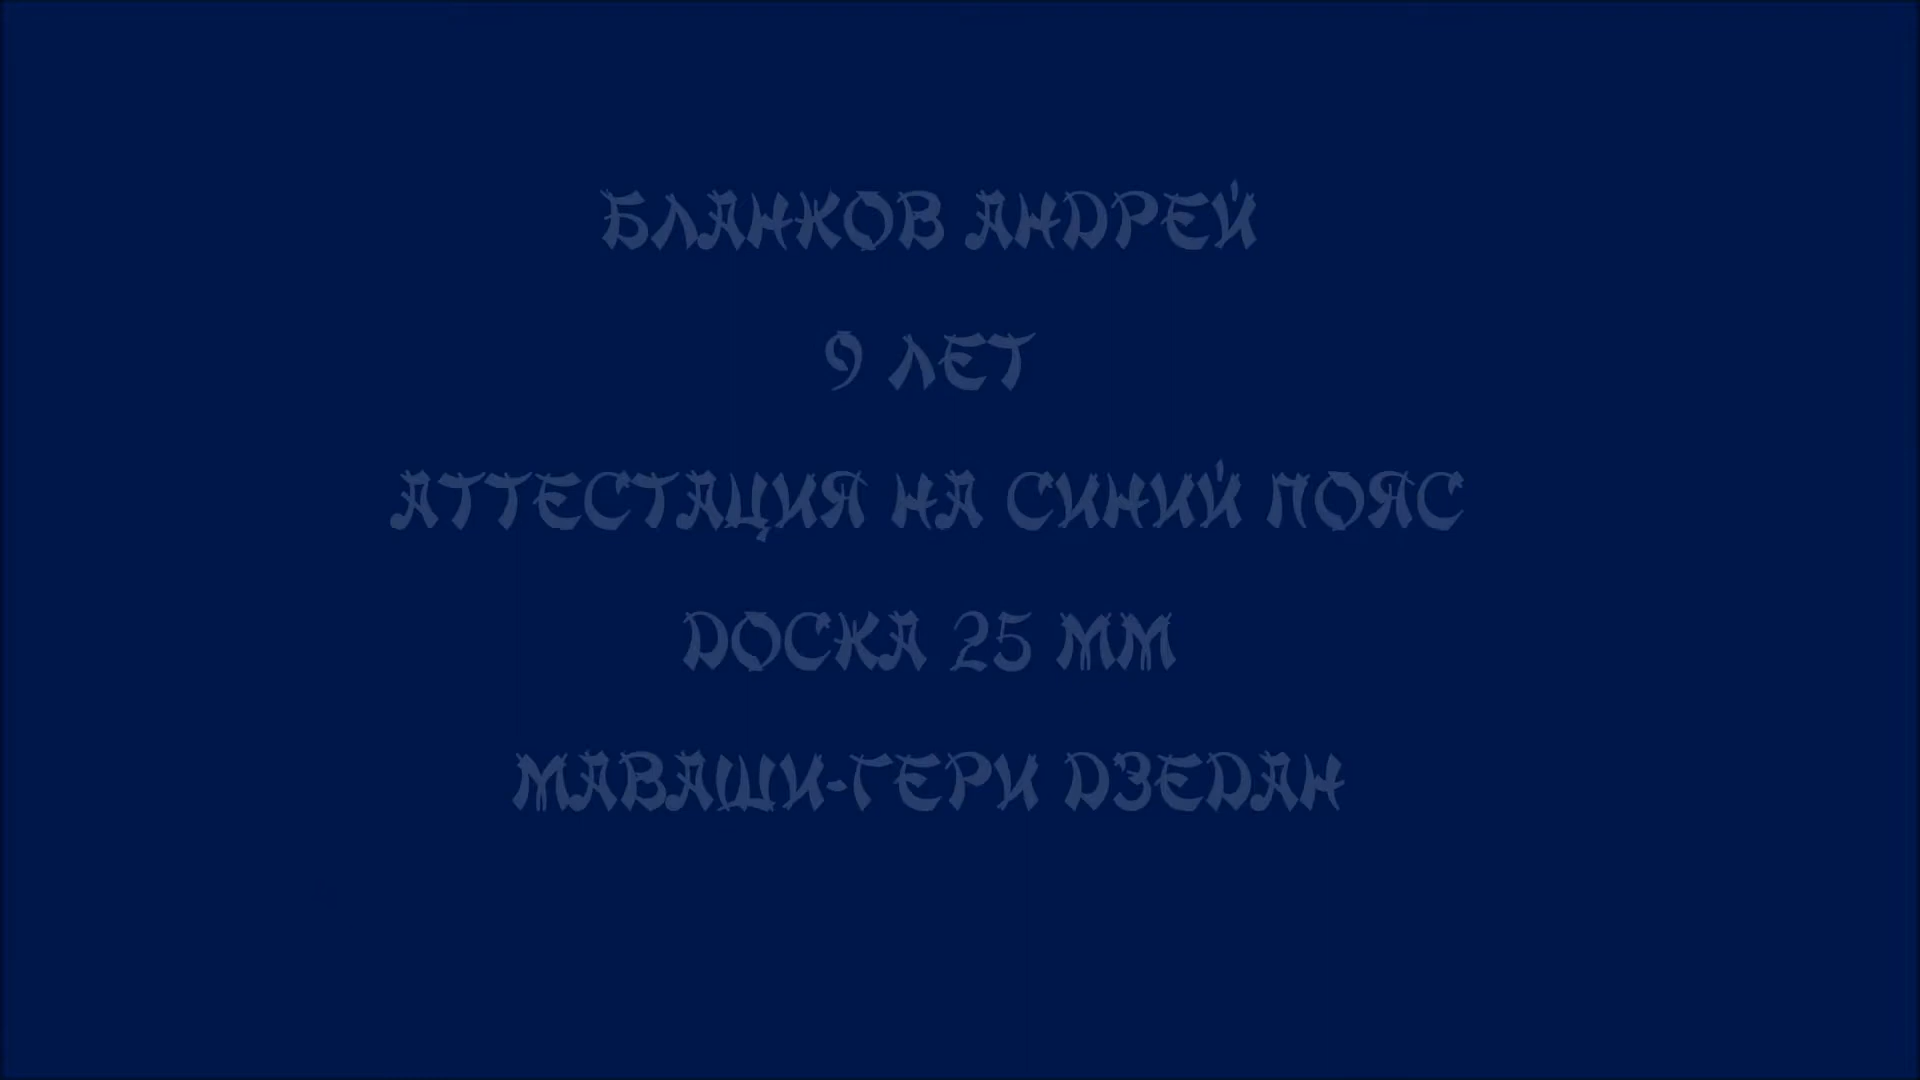 БЛАНКОВ АНДРЕЙ
9 ЛЕТ
АТТЕСТАЦИЯ НА СИНИЙ ПОЯС
ДОСКА 25 ММ
МАВАШИ-ГЕРИ ДЗЕДАН